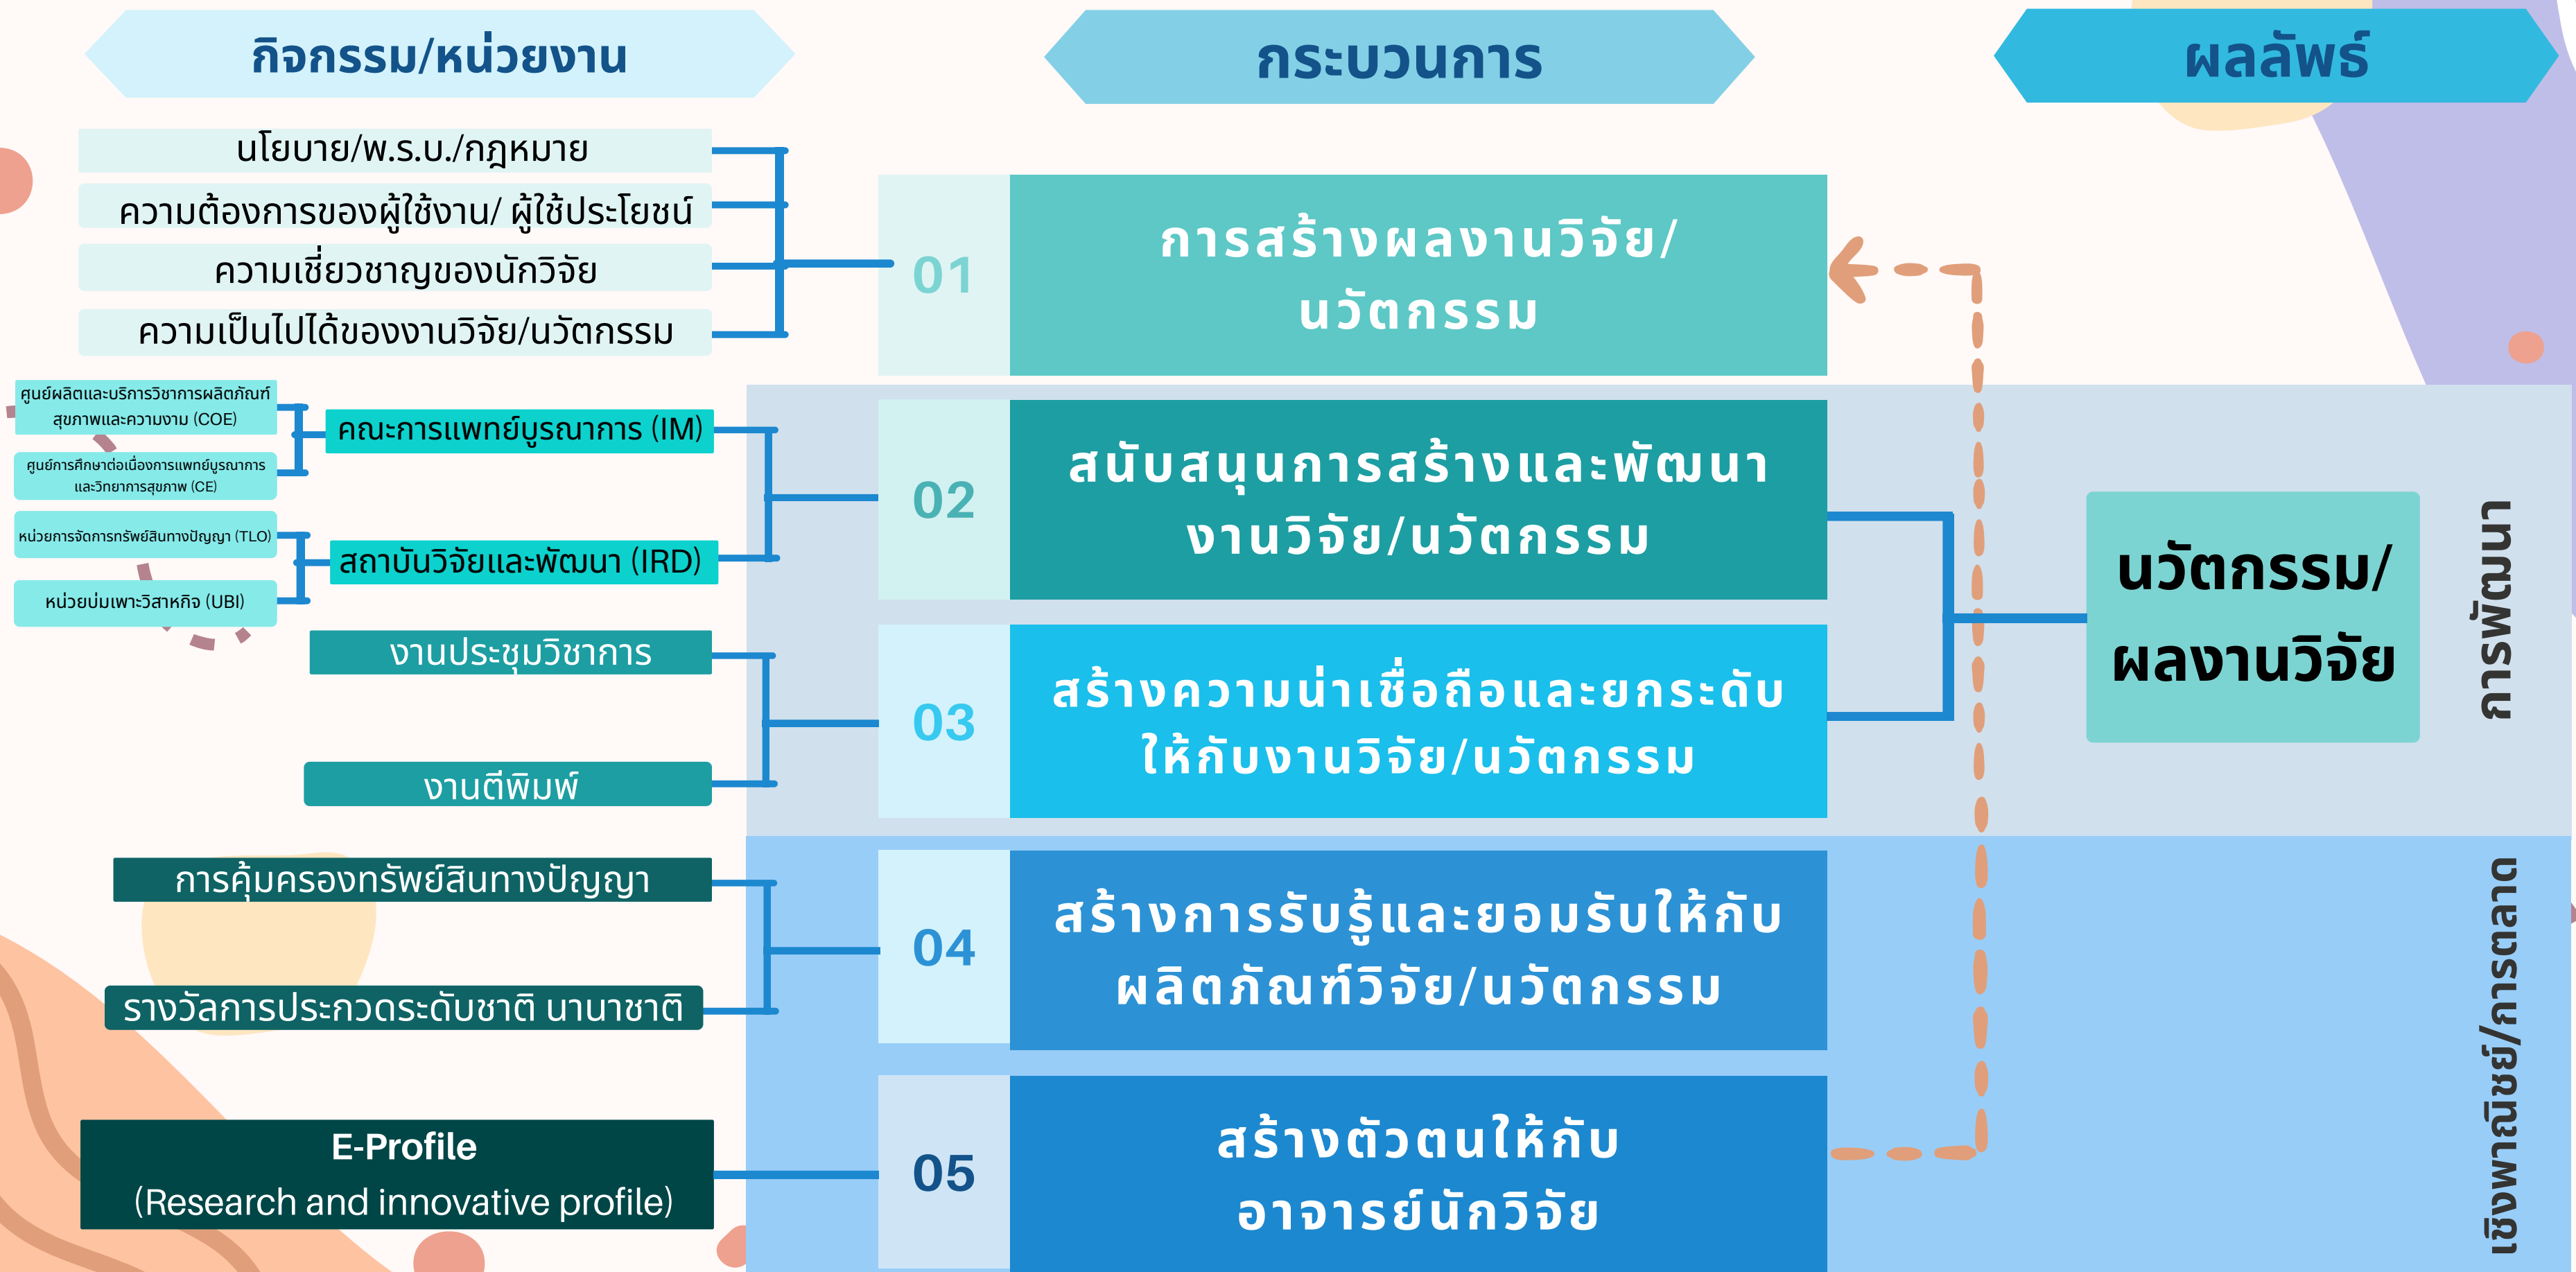 กิจกรรม/หน่วยงาน
กระบวนการ
ผลลัพธ์
นโยบาย/พ.ร.บ./กฎหมาย
ความต้องการของผู้ใช้งาน/ ผู้ใช้ประโยชน์
ความเชี่ยวชาญของนักวิจัย
ความเป็นไปได้ของงานวิจัย/นวัตกรรม
01
การสร้างผลงานวิจัย/
นวัตกรรม
ศูนย์ผลิตและบริการวิชาการผลิตภัณฑ์
สุขภาพและความงาม (COE)
ศูนย์การศึกษาต่อเนื่องการแพทย์บูรณาการ
และวิทยาการสุขภาพ (CE)
คณะการแพทย์บูรณาการ (IM)
หน่วยการจัดการทรัพย์สินทางปัญญา (TLO)
หน่วยบ่มเพาะวิสาหกิจ (UBI)
สถาบันวิจัยและพัฒนา (IRD)
02
สนับสนุนการสร้างและพัฒนา
งานวิจัย/นวัตกรรม
งานประชุมวิชาการ
งานตีพิมพ์
03
สร้างความน่าเชื่อถือและยกระดับ
ให้กับงานวิจัย/นวัตกรรม
นวัตกรรม/
ผลงานวิจัย
การพัฒนา
การคุ้มครองทรัพย์สินทางปัญญา
รางวัลการประกวดระดับชาติ นานาชาติ
04
สร้างการรับรู้และยอมรับให้กับ
ผลิตภัณฑ์วิจัย/นวัตกรรม
E-Profile
(Research and innovative profile)
05
สร้างตัวตนให้กับ
อาจารย์นักวิจัย
เชิงพาณิชย์/การตลาด